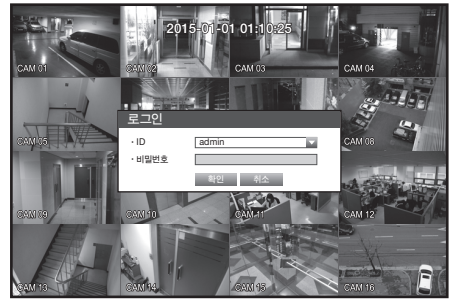 2015-01-01 01:10:25
CAM 01
CAM 02
CAM 03
CAM 04
로그인
CAM 05
CAM 08
· ID
admin
· 비밀번호
확인
취소
CAM 09
CAM 10
CAM 11
CAM 12
CAM 13
CAM 14
CAM 15
CAM 16